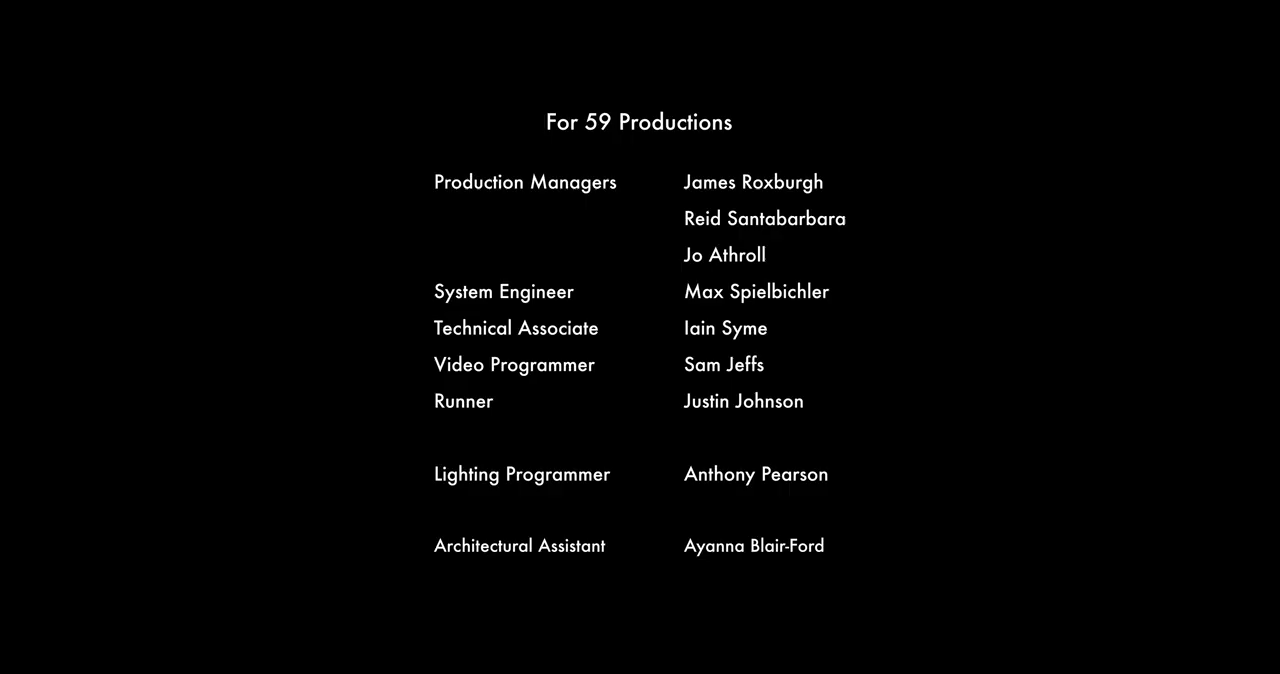 For 59 Productions
Production Managers James Roxburgh
Reid Santabarbara
Jo Athroll
System Engineer Max Spielbichler
Technical Associate Iain Syme
Video Programmer Sam Jeffs
Runner Justin Johnson
Lighting Programmer Anthony Pearson
Architectural Assistant Ayanna Blair-Ford